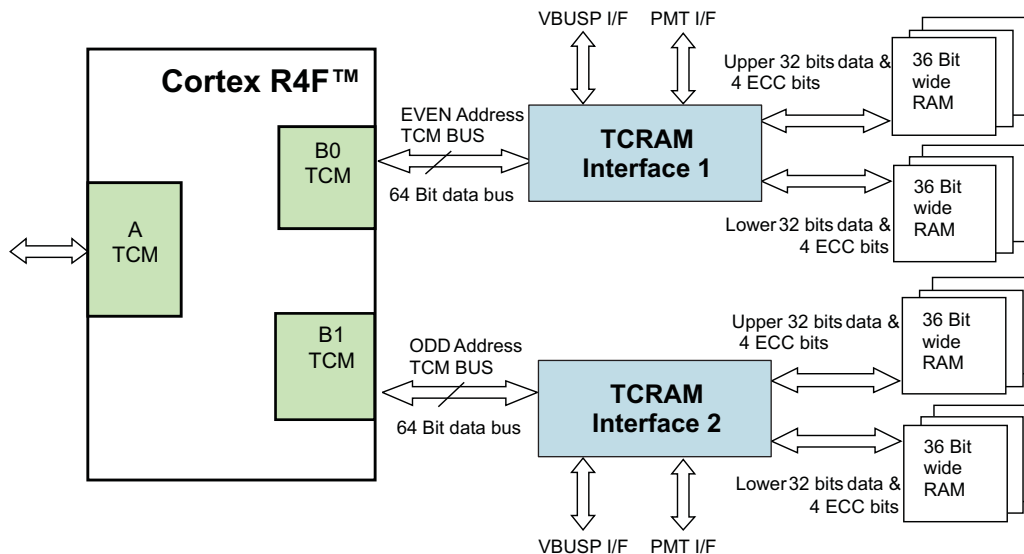 VBUSP I/F
PMT I/F
Cortex R4F™
EVEN Address
TCM BUS
64 Bit data bus
B0
TCM
A
TCM
B1
TCM
TCRAM
Interface 1
Upper 32 bits data &
4 ECC bits
36 Bit
wide
RAM
Lower 32 bits data &
4 ECC bits
36 Bit
wide
RAM
ODD Address
TCM BUS
64 Bit data bus
TCRAM
Interface 2
Upper 32 bits data &
4 ECC bits
36 Bit
wide
RAM
Lower 32 bits data &
4 ECC bits
36 Bit
wide
RAM
VBUSP I/F
PMT I/F